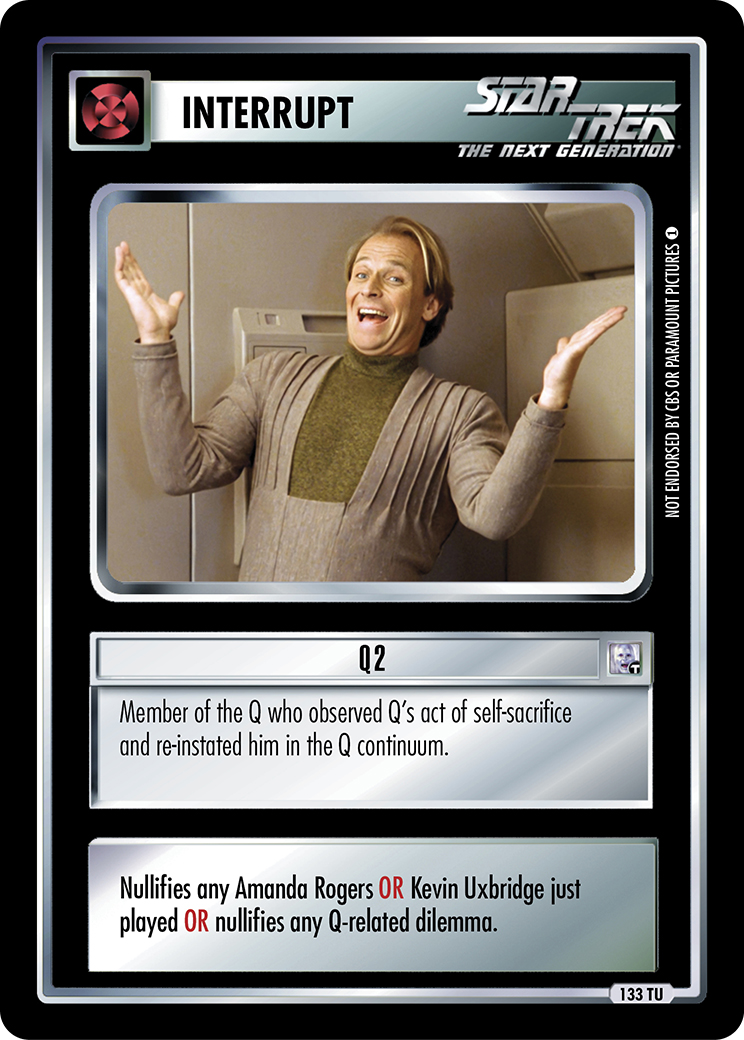 INTERRUPT
STAR TREK
THE NEXT GENERATION
NOT ENDORSED BY CBS OR PARAMOUNT PICTURES 1
Q2
T
Member of the Q who observed Q's act of self-sacrifice
and re-instated him in the Q continuum.
Nullifies any Amanda Rogers OR Kevin Uxbridge just
played OR nullifies any Q-related dilemma.
133 TU